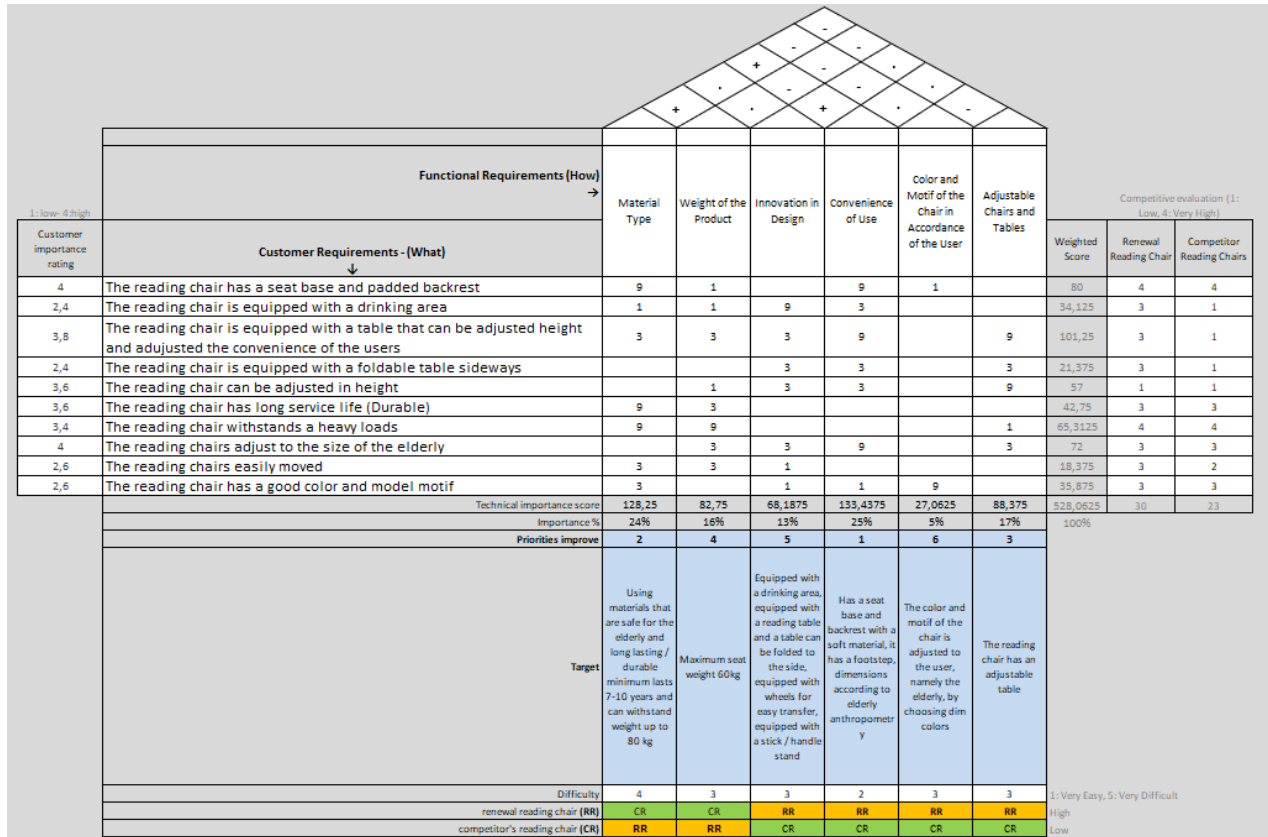 -
- -
+ - .
. - - .
+ . + . -
Functional Requirements (How)
→
1: low- 4:high
Customer
importance
rating
Customer Requirements - (What)
↓
Material
Type
Weight of the
Product
Innovation in
Design
Convenience
of Use
Color and
Motif of the
Chair in
Accordance
of the User
Adjustable
Chairs and
Tables
Competitive evaluation (1:
Low, 4: Very High)
Weighted
Score
Renewal
Reading Chair
Competitor
Reading Chairs
4 The reading chair has a seat base and padded backrest 9 1 9 1 80 4 4
2,4 The reading chair is equipped with a drinking area 1 1 9 3 34,125 3 1
3,8 The reading chair is equipped with a table that can be adjusted height
and adujusted the convenience of the users 3 3 3 9 9 101,25 3 1
2,4 The reading chair is equipped with a foldable table sideways 3 3 3 21,375 3 1
3,6 The reading chair can be adjusted in height 1 3 3 9 57 1 1
3,6 The reading chair has long service life (Durable) 9 3 42,75 3 3
3,4 The reading chair withstands a heavy loads 9 9 1 65,3125 4 4
4 The reading chairs adjust to the size of the elderly 3 3 9 3 72 3 3
2,6 The reading chairs easily moved 3 3 1 18,375 3 2
2,6 The reading chair has a good color and model motif 3 1 1 9 35,875 3 3
Technical importance score 128,25 82,75 68,1875 133,4375 27,0625 88,375 528,0625 30 23
Importance % 24% 16% 13% 25% 5% 17% 100%
Priorities improve 2 4 5 1 6 3
Target
Using
materials that
are safe for the
elderly and
long lasting /
durable
minimum lasts
7-10 years and
can withstand
weight up to
80 kg
Maximum seat
weight 60kg
Equipped with
a drinking area,
equipped with
a reading table
and a table can
be folded to
the side,
equipped with
wheels for
easy transfer,
equipped with
a stick / handle
stand
Has a seat
base and
backrest with a
soft material, it
has a footstep,
dimensions
according to
elderly
anthropometr
y
The color and
motif of the
chair is
adjusted to
the user,
namely the
elderly, by
choosing dim
colors
The reading
chair has an
adjustable
table
Difficulty 4 3 3 2 3 3 1: Very Easy, 5: Very Difficult
renewal reading chair (RR) CR CR RR RR RR RR High
competitor's reading chair (CR) RR RR CR CR CR CR Low